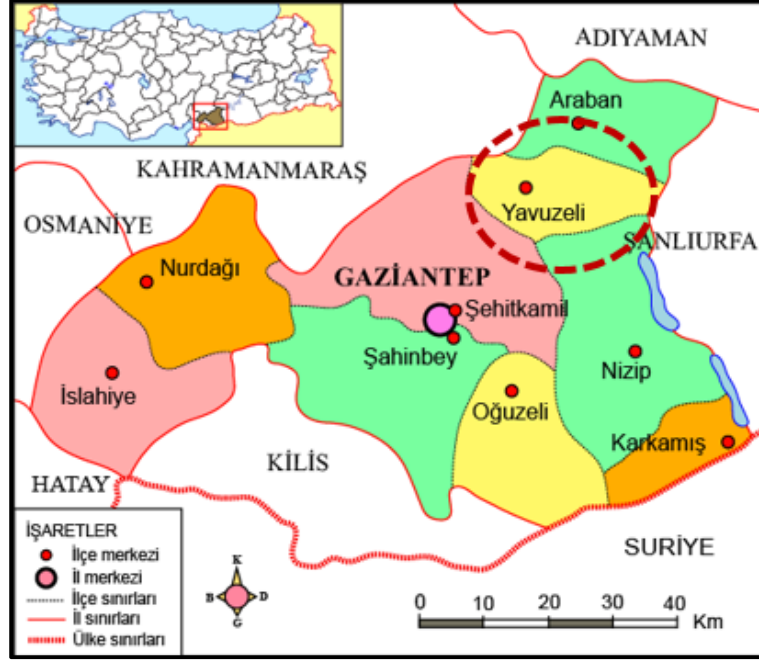 ADIYAMAN
Araban
KAHRAMANMARAŞ
Yavuzeli
OSMANİYE
ŞANLIURFA
Nurdağı
GAZİANTEP
Şehitkamil
Şahinbey
Nizip
İslahiye
Oğuzeli
Karkamış
KİLİS
HATAY
SURİYE
İŞARETLER
İlçe merkezi
İl merkezi
İlçe sınırları
İl sınırları
Ülke sınırları
K
B D
G
0 10 20 30 40
Km